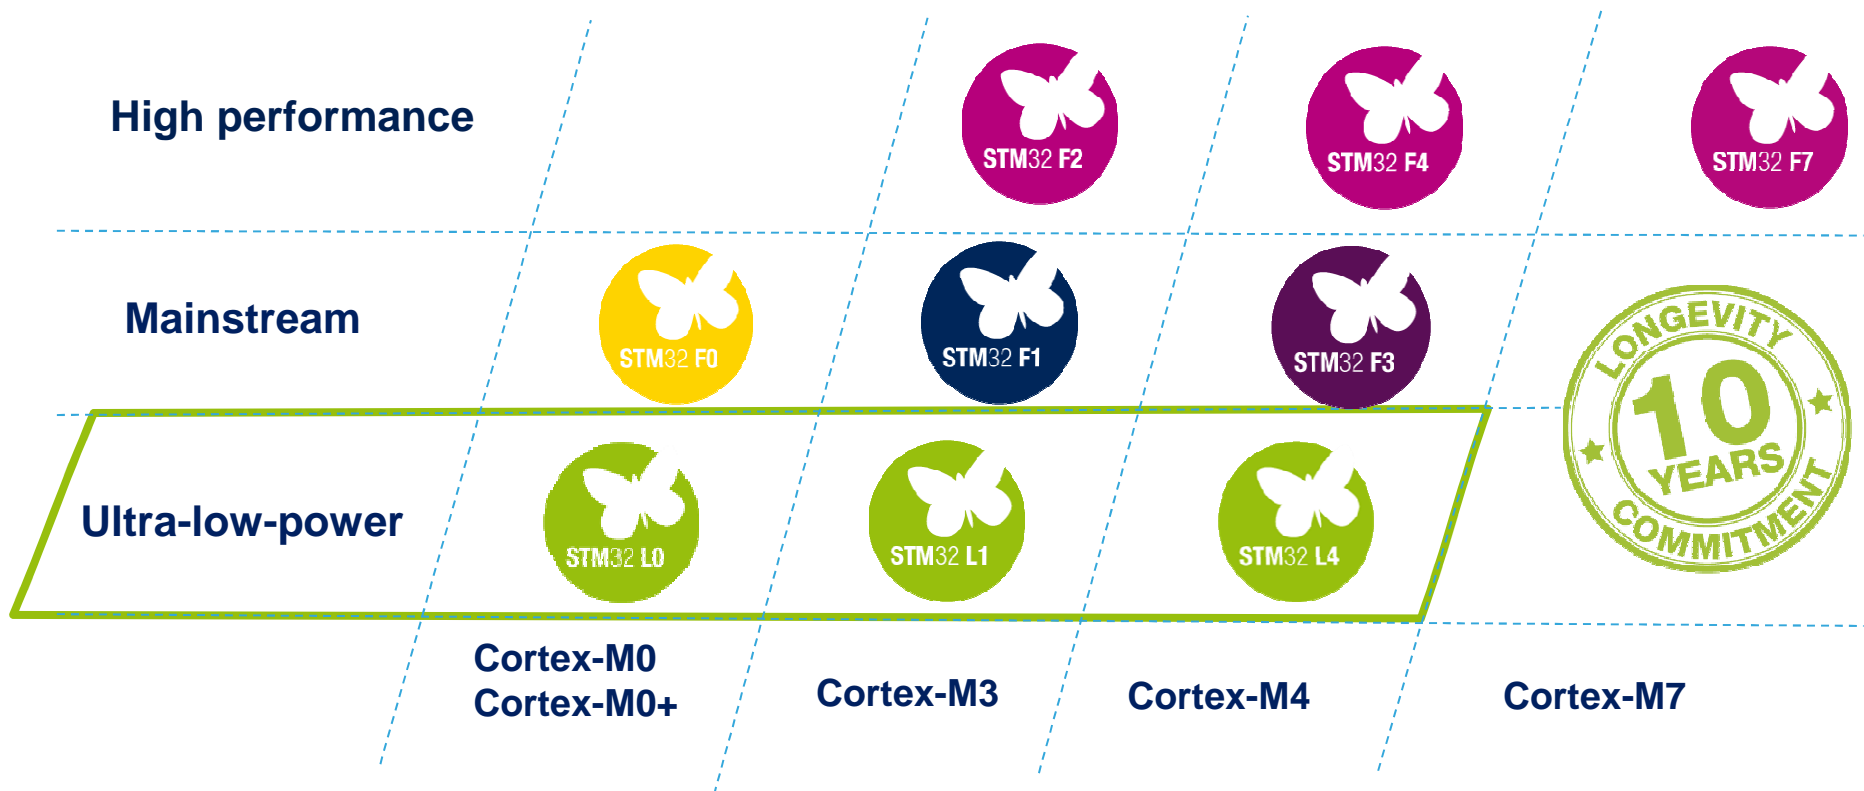 High performance
STM32 F2
STM32 F4
STM32 F7
Mainstream
STM32 F0
STM32 F1
STM32 F3
LONGEVITY
10
YEARS
COMMITMENT
Ultra-low-power
STM32 L0
STM32 L1
STM32 L4
Cortex-M0
Cortex-M0+
Cortex-M3
Cortex-M4
Cortex-M7